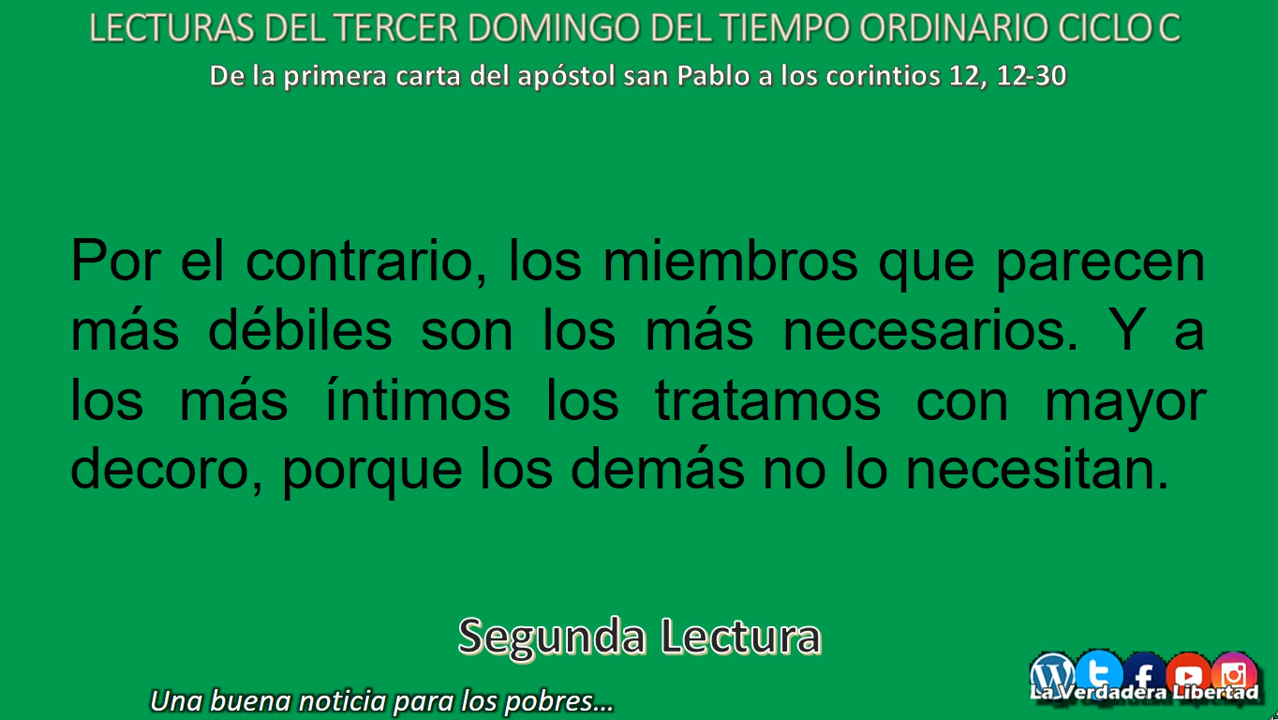 LECTURAS DEL TERCER DOMINGO DEL TIEMPO ORDINARIO CICLO C
De la primera carta del apóstol san Pablo a los corintios 12, 12-30
Por el contrario, los miembros que parecen
más débiles son los más necesarios. Y a
los más íntimos los tratamos con mayor
decoro, porque los demás no lo necesitan.
Segunda Lectura
La Verdadera Libertad
Una buena noticia para los pobres...